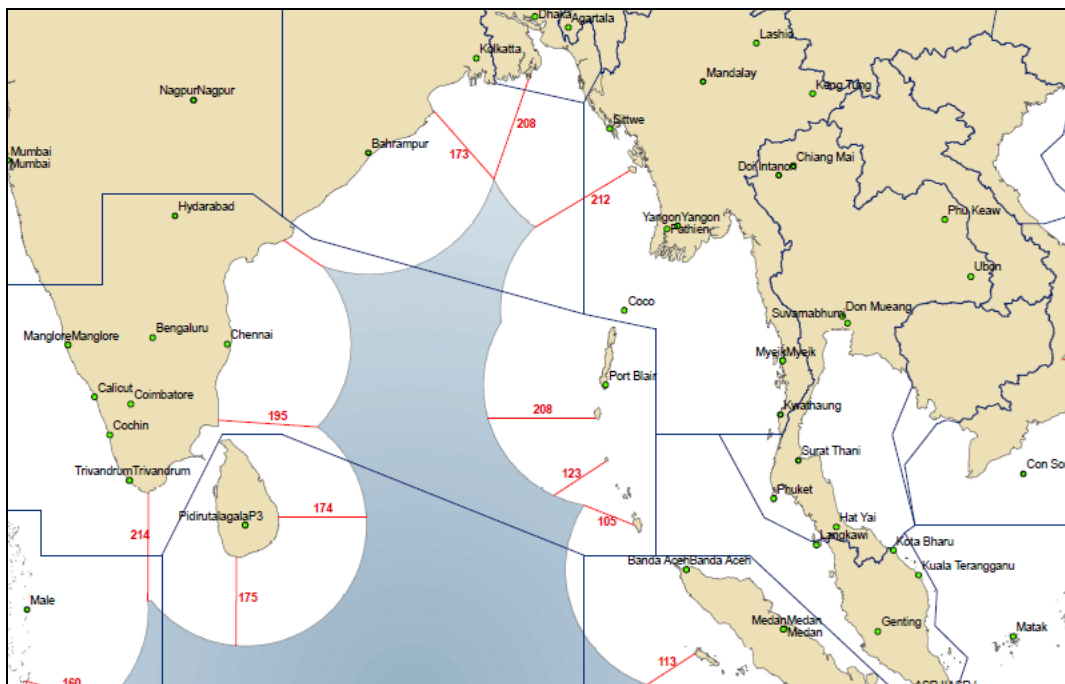 Dhaka
Agartala
Kolkatta
Lashio
Mandalay
Keng Tung
NagpurNagpur
208
Sittwe
173
Mumbai
Mumbai
Bahrampur
Chiang Mai
Doi Intanon
212
Hydarabad
YangonYangon
Pathien
Phu Keaw
Ubon
Coco
Suvarnabhumi
Don Mueang
MangloreManglore
Bengaluru
Chennai
MyeikMyeik
Port Blair
Calicut
Coimbatore
195
208
Kwathaung
Cochin
Surat Thani
TrivandrumTrivandrum
123
Con So
Phuket
174
105
PidirutalagalaP3
214
Hat Yai
Langkawi
Kota Bharu
Banda AcehBanda Aceh
Kuala Terangganu
175
Male
MedanMedan
Medan
Genting
Matak
113
160